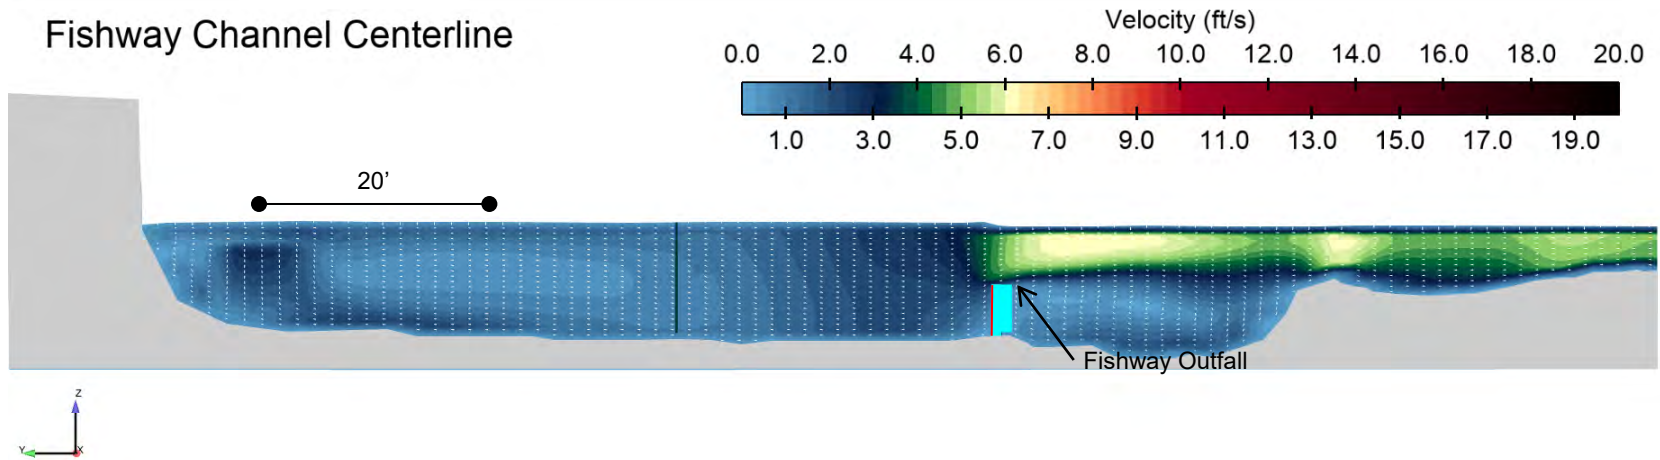 Fishway Channel Centerline
Velocity (ft/s)
0.0 2.0 4.0 6.0 8.0 10.0 12.0 14.0 16.0 18.0 20.0
1.0 3.0 5.0 7.0 9.0 11.0 13.0 15.0 17.0 19.0
20’
Fishway Outfall
Z
Y X